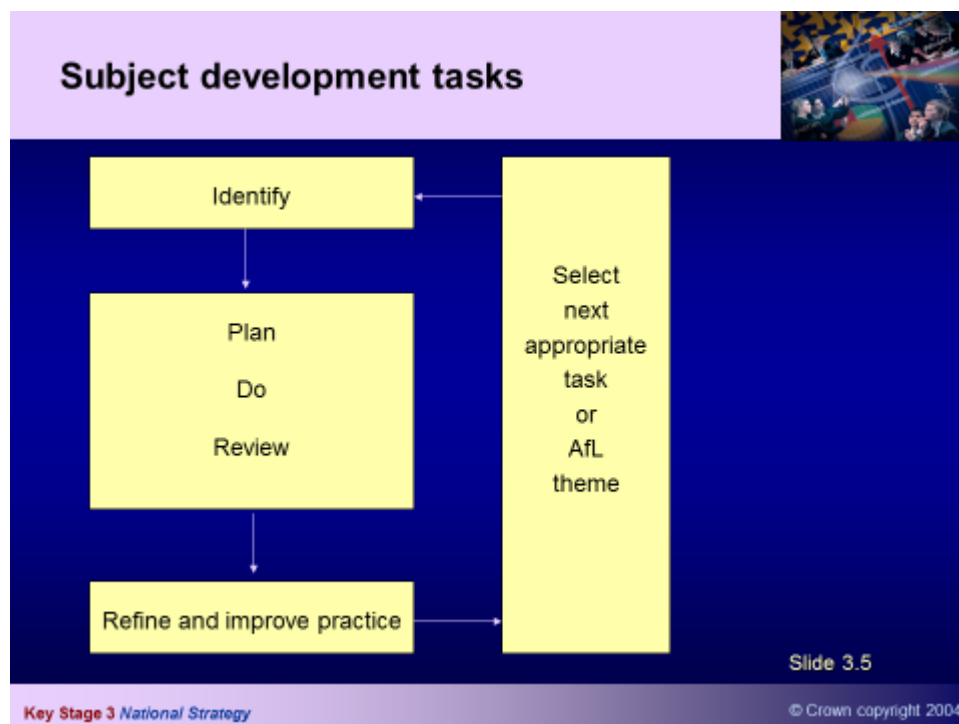 Subject development tasks
Identify
Plan
Do
Review
Refine and improve practice
Select
next
appropriate
task
or
AfL
theme
Slide 3.5
Key Stage 3 National Strategy
© Crown copyright 2004